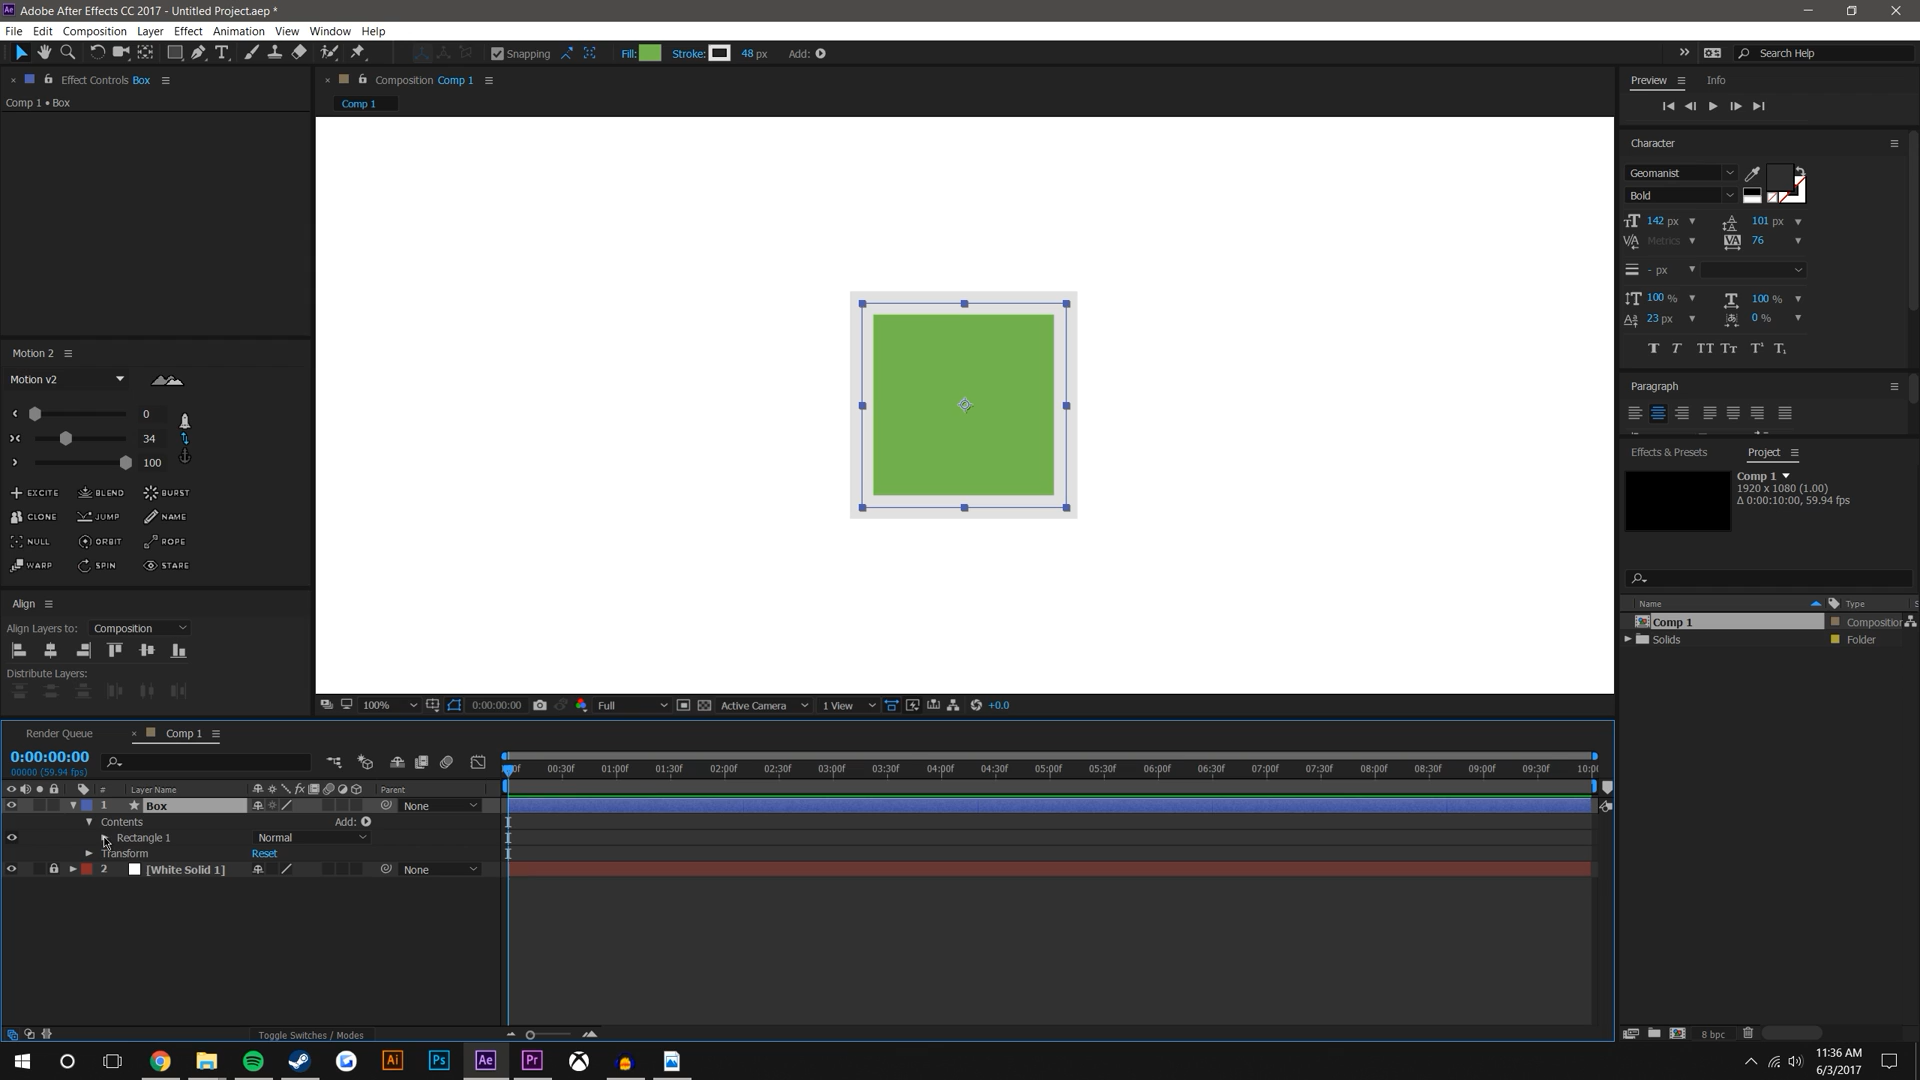 Adobe After Effects CC 2017 - Untitled Project.aep *
File Edit Composition Layer Effect Animation View Window Help
Snapping Fill: Stroke: 48 px Add: Search Help
Effect Controls Box
Comp 1 • Box
Composition Comp 1
Comp 1
Preview Info
Character
Geomanist
Bold
142 px 101 px
Metrics 76
- px
100 % 100 %
23 px 0 %
Paragraph
Effects & Presets Project
Comp 1
1920 x 1080 (1.00)
Δ 0:00:10:00, 59.94 fps
Name Type
Comp 1 Composition
Solids Folder
8 bpc
Motion 2
Motion v2
0
34
100
EXCITE BLEND BURST
CLONE JUMP NAME
NULL ORBIT ROPE
WARP SPIN STARE
Align
Align Layers to: Composition
Distribute Layers:
100% 0:00:00:00 Full Active Camera 1 View +0.0
Render Queue Comp 1
0:00:00:00
00000 (59.94 fps)
00:30f 01:00f 01:30f 02:00f 02:30f 03:00f 03:30f 04:00f 04:30f 05:00f 05:30f 06:00f 06:30f 07:00f 07:30f 08:00f 08:30f 09:00f 09:30f
# Layer Name Parent
1 Box None
Contents Add:
Rectangle 1 Normal
Transform Reset
2 [White Solid 1] None
Toggle Switches / Modes
Ai Ps Ae Pr
11:36 AM
6/3/2017